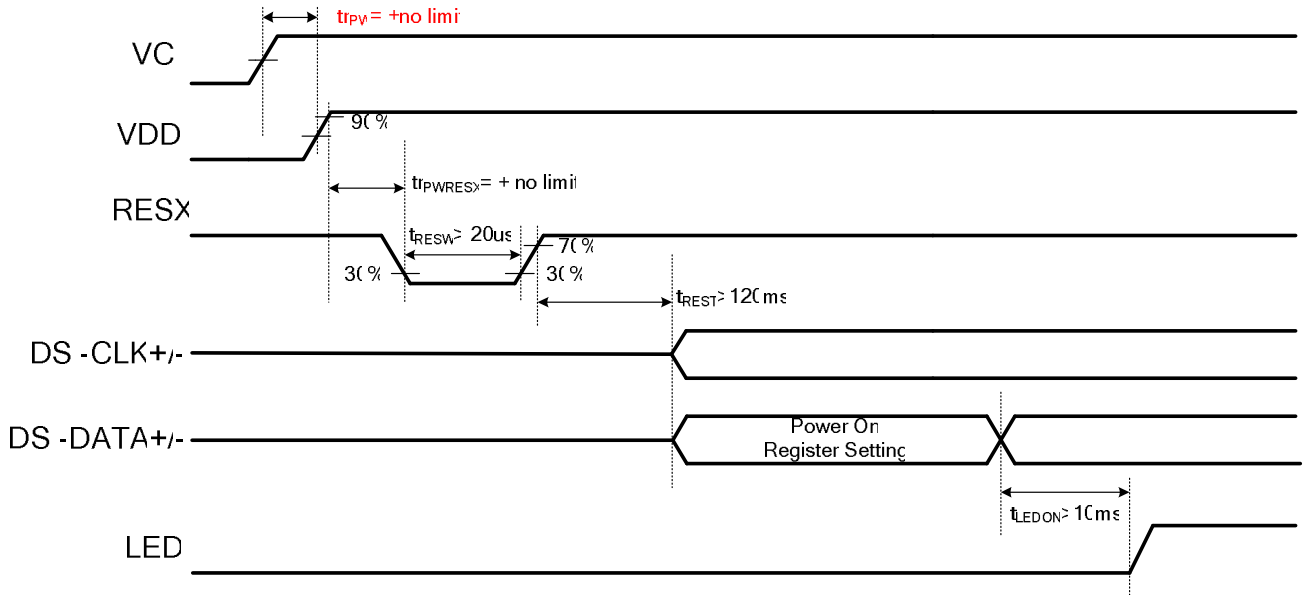 trPW= +no limit
VC
VDD
90%
trPWRESX= + no limit
RESX
tRESW> 20us
70%
30%
30%
tREST> 120ms
DS -CLK+/-
DS -DATA+/-
Power On
Register Setting
tLEDON> 10ms
LED